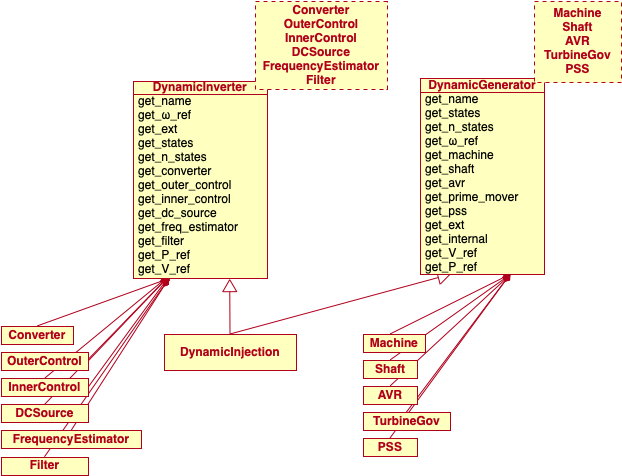 Converter
OuterControl
InnerControl
DCSource
FrequencyEstimator
Filter
Machine
Shaft
AVR
TurbineGov
PSS
DynamicInverter
get_name
get_ω_ref
get_ext
get_states
get_n_states
get_converter
get_outer_control
get_inner_control
get_dc_source
get_freq_estimator
get_filter
get_P_ref
get_V_ref
DynamicGenerator
get_name
get_states
get_n_states
get_ω_ref
get_machine
get_shaft
get_avr
get_prime_mover
get_pss
get_ext
get_internal
get_V_ref
get_P_ref
Converter
OuterControl
InnerControl
DCSource
FrequencyEstimator
Filter
DynamicInjection
Machine
Shaft
AVR
TurbineGov
PSS